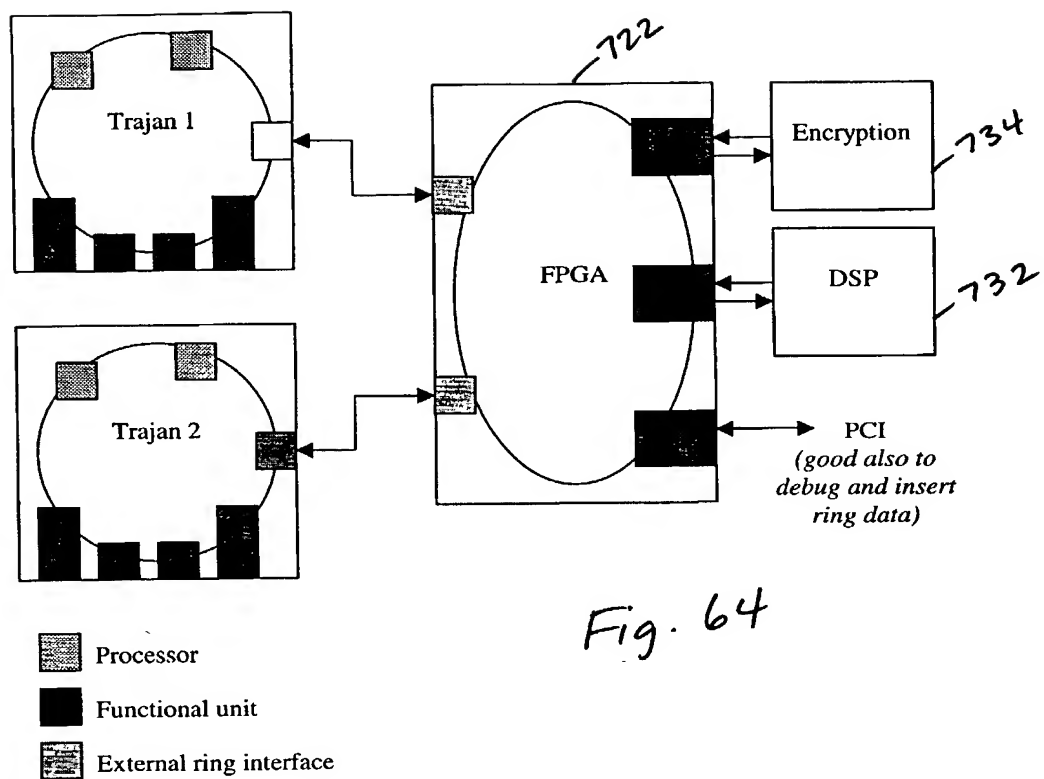 722
Trajan 1
Encryption
734
FPGA
DSP
732
Trajan 2
PCI
(good also to
debug and insert
ring data)
Fig. 64
Processor
Functional unit
External ring interface